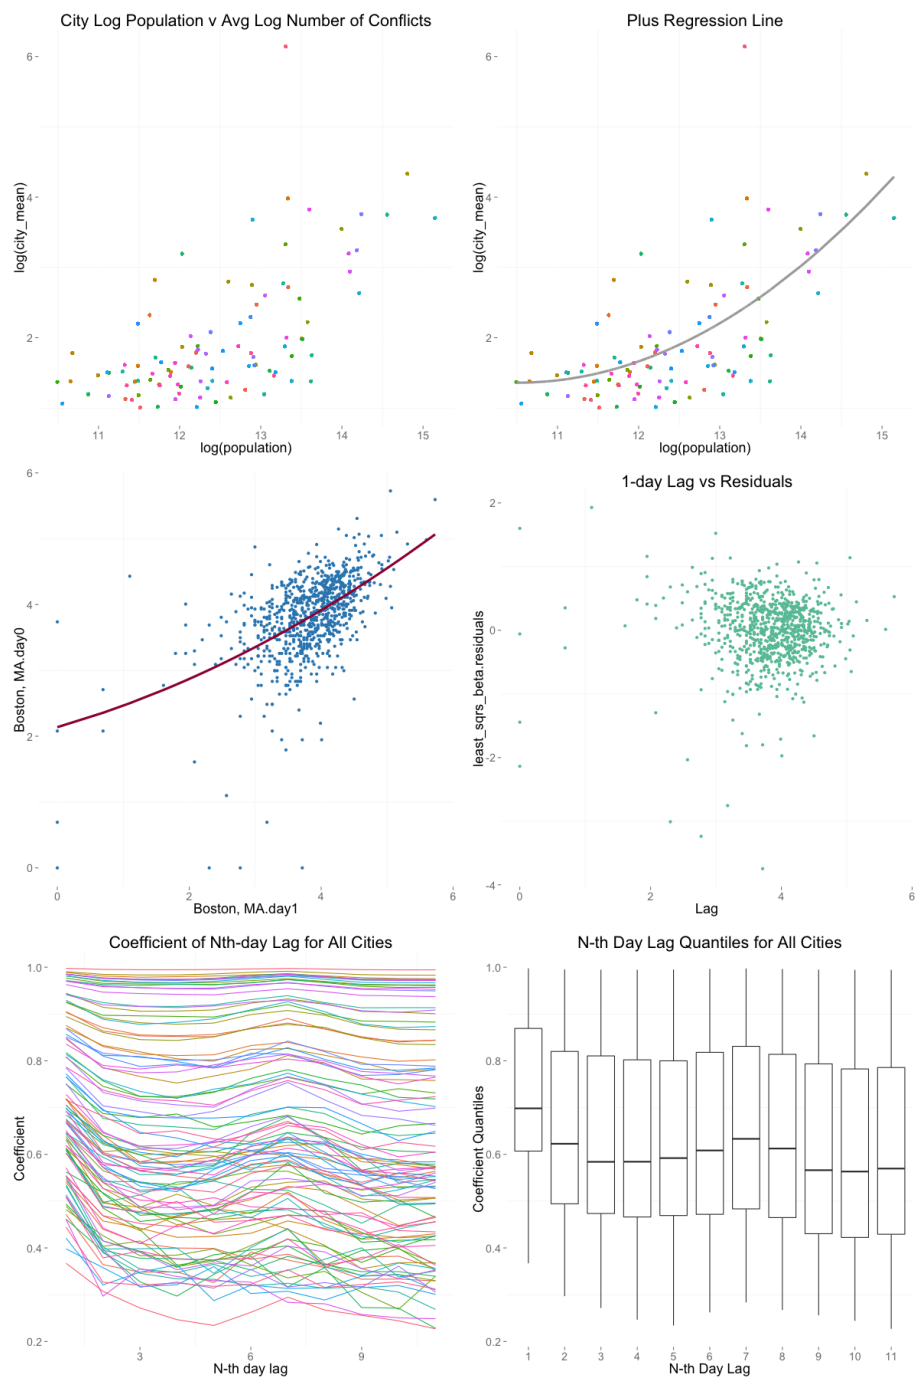 City Log Population v Avg Log Number of Conflicts
6
4
2
log(city_mean)
11 12 13 14 15
log(population)
Plus Regression Line
6
4
2
log(city_mean)
11 12 13 14 15
log(population)
6
4
2
0
Boston, MA.day0
0 2 4 6
Boston, MA.day1
1-day Lag vs Residuals
2
0
-2
-4
least_sqrs_beta.residuals
0 2 4 6
Lag
Coefficient of Nth-day Lag for All Cities
1.0
0.8
0.6
0.4
0.2
Coefficient
3 6 9
N-th day lag
N-th Day Lag Quantiles for All Cities
1.0
0.8
0.6
0.4
0.2
Coefficient Quantiles
1 2 3 4 5 6 7 8 9 10 11
N-th Day Lag